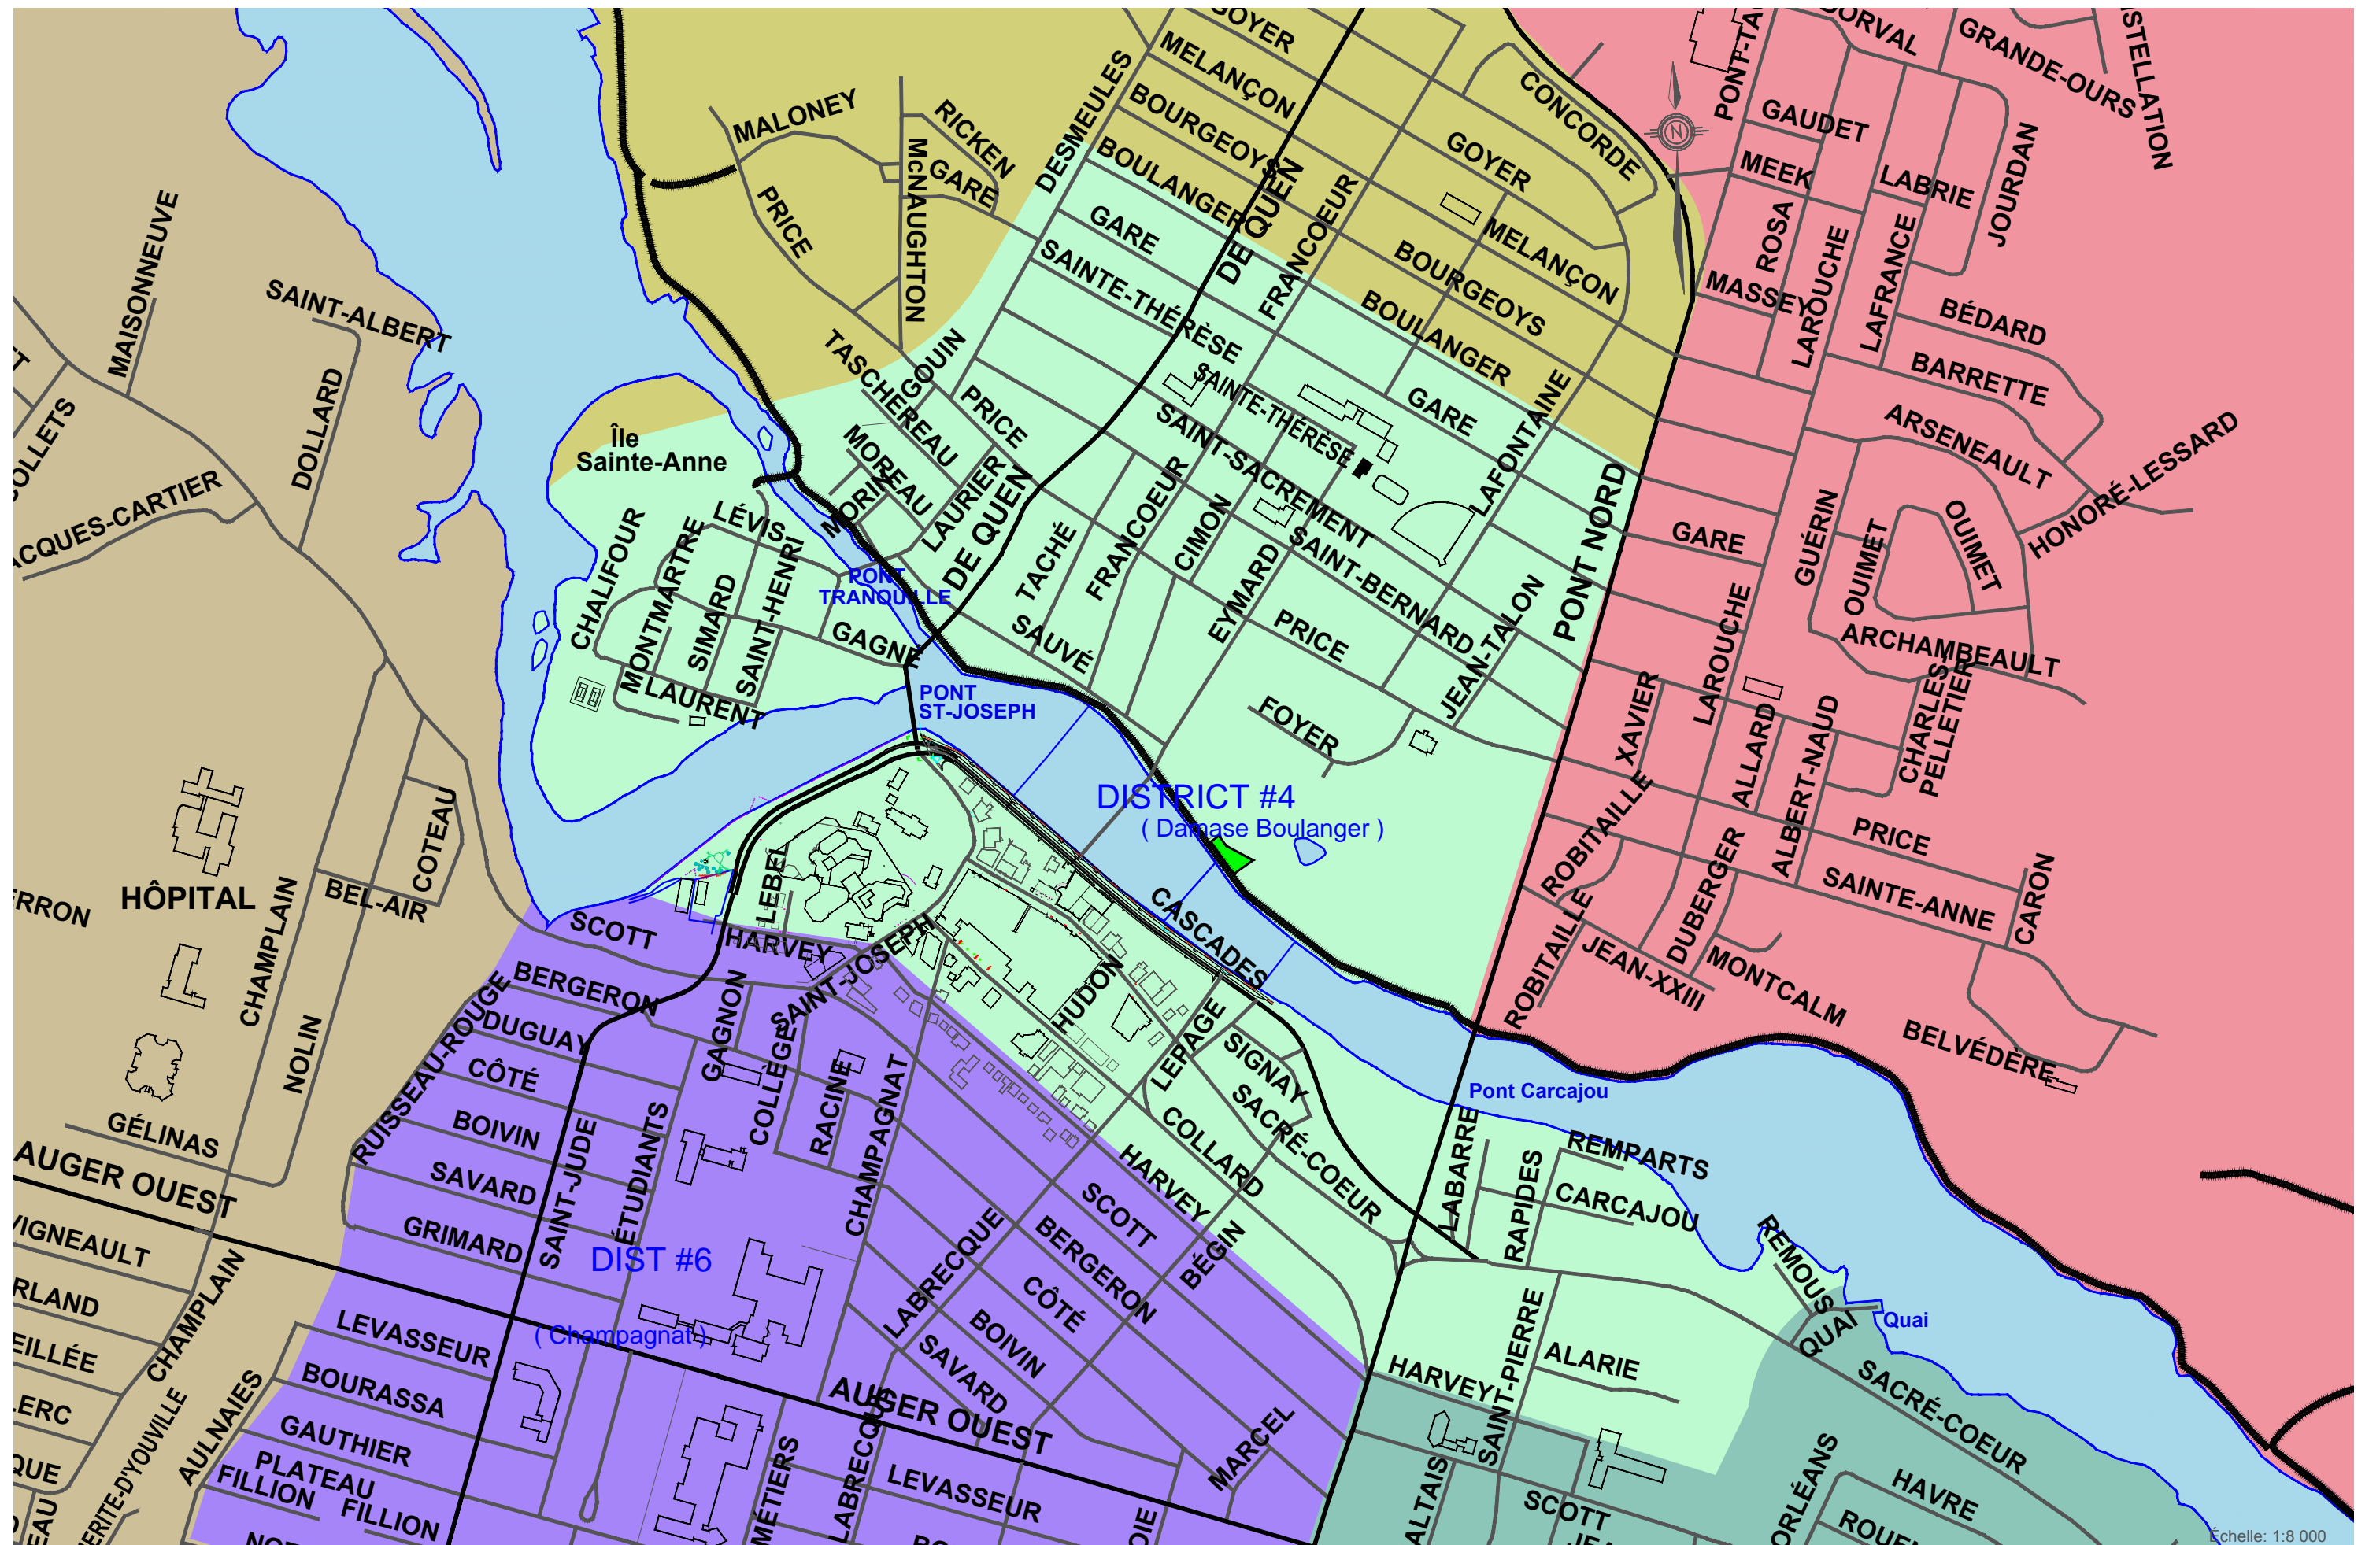 GOYER
MELANÇON
BOURGEOYS
BOULANGER
GARE
SAINTE-THÉRÈSE
DESMEULES
DE QUEN
FRANCOEUR
CONCORDE
GOYER
MELANÇON
BOURGEOYS
BOULANGER
GARE
MALONEY
RICKEN
GARE
McNAUGHTON
PRICE
DORVAL
GRANDE-OURS
GAUDET
MEEK
LABRIE
JOURDAN
ROSA
MASSEY
LAROUCHE
LAFRANCE
BÉDARD
BARRETTE
ARSENEAULT
HONORÉ-LESSARD
N
MAISONNEUVE
SAINT-ALBERT
DOLLARD
Île
Sainte-Anne
TASCHEREAU
GOUIN
PRICE
MOREAU
MORIN
LAURIER
DE QUEN
SAINTE-THÉRÈSE
SAINT-SACREMENT
LAFONTAINE
PONT NORD
GARE
GUÉRIN
OUIMET
OUIMET
ARCHAMBEAULT
CHARLES-
PELLETIER
CHALIFOUR
MONTMARTRE
LÉVIS
SIMARD
SAINT-HENRI
GAGNÉ
LAURENT
PONT
TRANQUILLE
PONT
ST-JOSEPH
TACHÉ
FRANCOEUR
CIMON
SAUVÉ
EYMARD
SAINT-BERNARD
PRICE
JEAN-TALON
FOYER
XAVIER
LAROUCHE
ALLARD
ALBERT-NAUD
ROBITAILLE
DUBERGER
PRICE
SAINTE-ANNE
CARON
ROBITAILLE
JEAN-XXIII
MONTCALM
BELVÉDÈRE
DISTRICT #4
( Damase Boulanger )
HÔPITAL
CHAMPLAIN
BEL-AIR
COTEAU
NOLIN
GÉLINAS
AUGER OUEST
SCOTT
HARVEY
LEBEL
SAINT-JOSEPH
CASCADES
HUDON
LEPAGE
SIGNAY
SACRÉ-COEUR
COLLARD
HARVEY
BERGERON
RUISSEAU-ROUGE
DUGUAY
CÔTÉ
BOIVIN
SAVARD
GRIMARD
SAINT-JUDE
ÉTUDIANTS
GAGNON
COLLÈGE
RACINE
CHAMPAGNAT
LABRECQUE
SCOTT
BERGERON
CÔTÉ
BOIVIN
SAVARD
BÉGIN
Pont Carcajou
LABARRE
RAPIDES
REMPARTS
CARCAJOU
REMOUS
QUAI
Quai
DIST #6
( Champagnat )
CHAMPLAIN
LEVASSEUR
BOURASSA
GAUTHIER
PLATEAU
FILLION
FILLION
AULNAIES
AUGER OUEST
MÉTIERS
LABRECQUE
LEVASSEUR
MARCEL
HARVEY
SAINT-PIERRE
ALARIE
SACRÉ-COEUR
ALTAIS
SCOTT
ORLÉANS
HAVRE
Échelle: 1:8 000